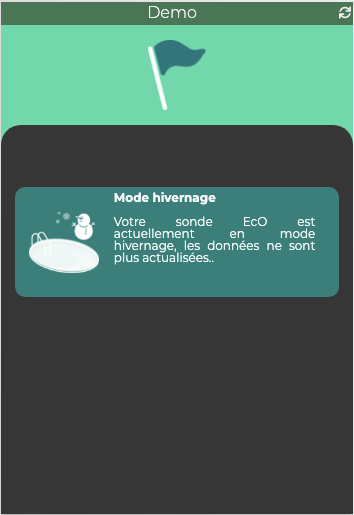 Demo
Mode hivernage
Votre sonde EcO est
actuellement en mode
hivernage, les données ne sont
plus actualisées..